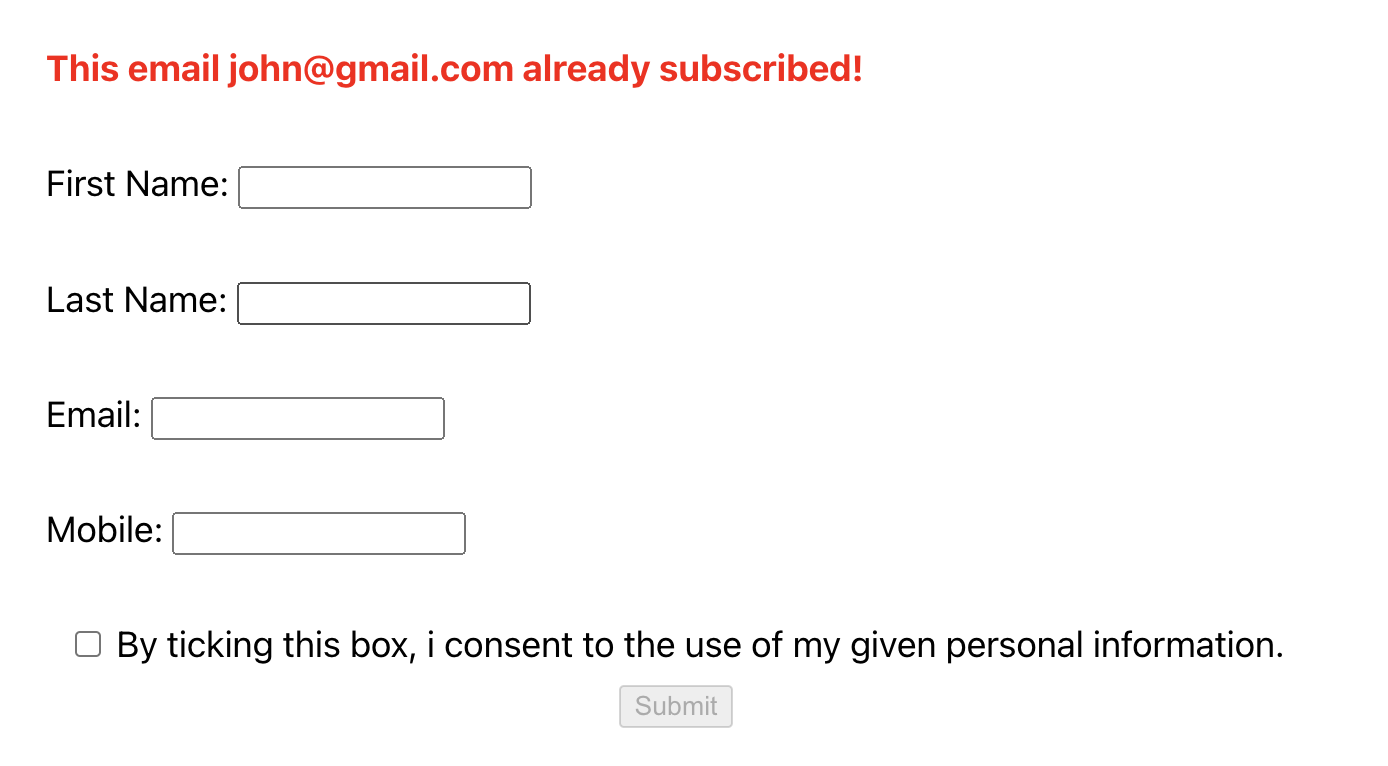 This email john@gmail.com already subscribed!
First Name:
Last Name:
Email:
Mobile:
By ticking this box, i consent to the use of my given personal information.
Submit